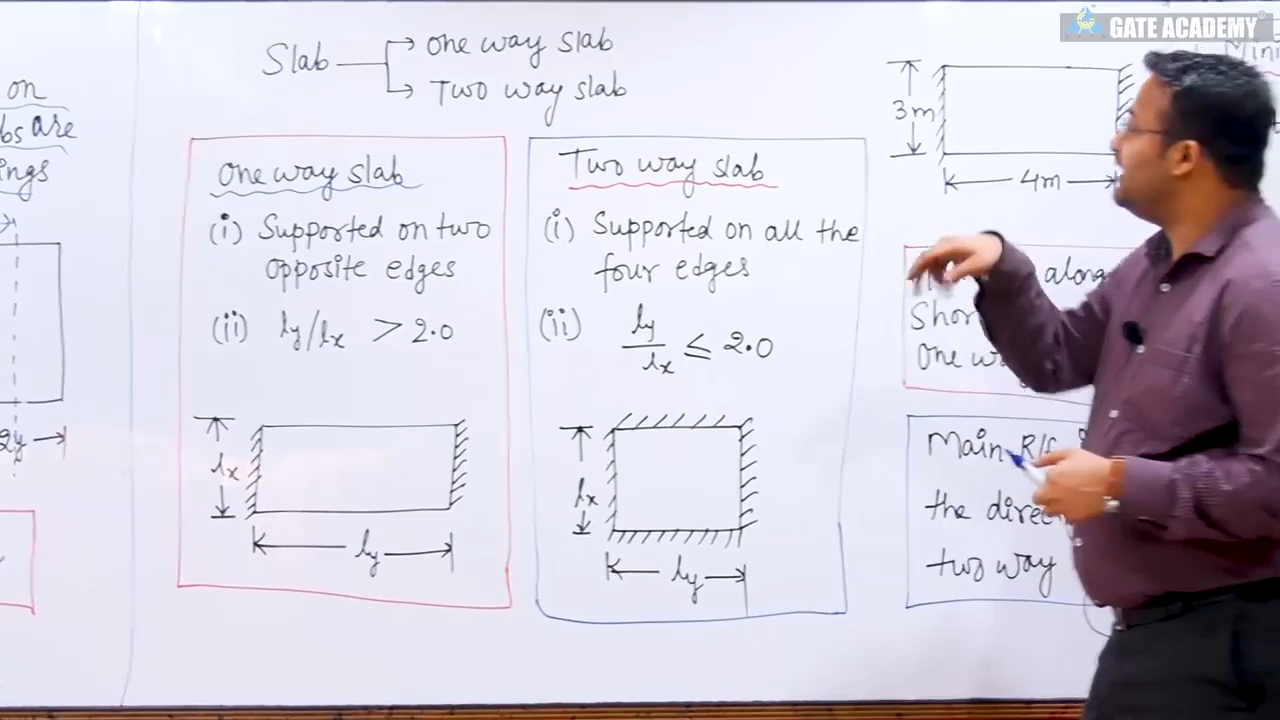 GATE ACADEMY
on
bs are
ings
2y
Slab
One way slab
Two way slab
One way slab
(i) Supported on two
opposite edges
(ii) ly/lx > 2.0
lx
ly
Two way slab
(i) Supported on all the
four edges
(ii) ly/lx ≤ 2.0
lx
ly
3m
4m
along
Shor
One w
Main R/f
the direc
two way